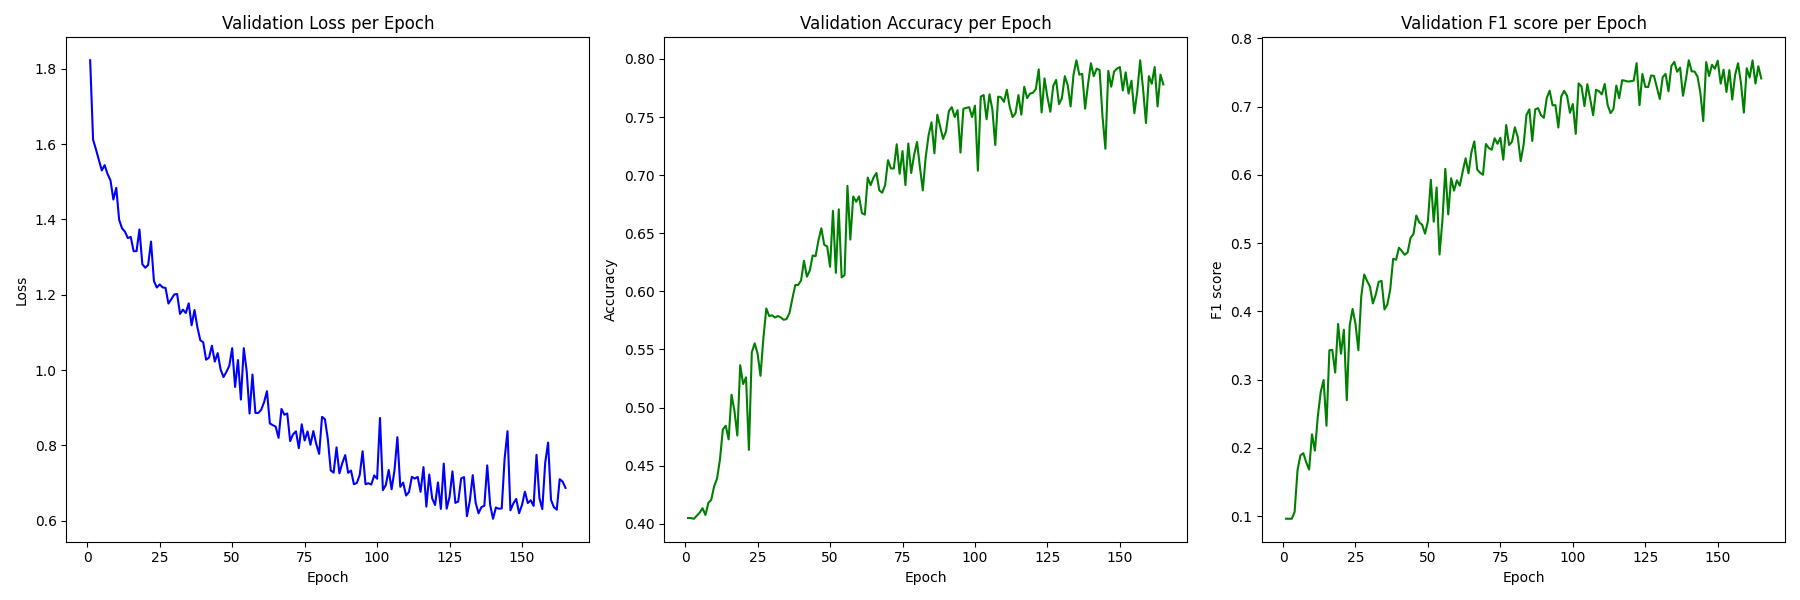 Validation Loss per Epoch
Loss
1.8
1.6
1.4
1.2
1.0
0.8
0.6
0 25 50 75 100 125 150
Epoch
Validation Accuracy per Epoch
Accuracy
0.80
0.75
0.70
0.65
0.60
0.55
0.50
0.45
0.40
0 25 50 75 100 125 150
Epoch
Validation F1 score per Epoch
F1 score
0.8
0.7
0.6
0.5
0.4
0.3
0.2
0.1
0 25 50 75 100 125 150
Epoch